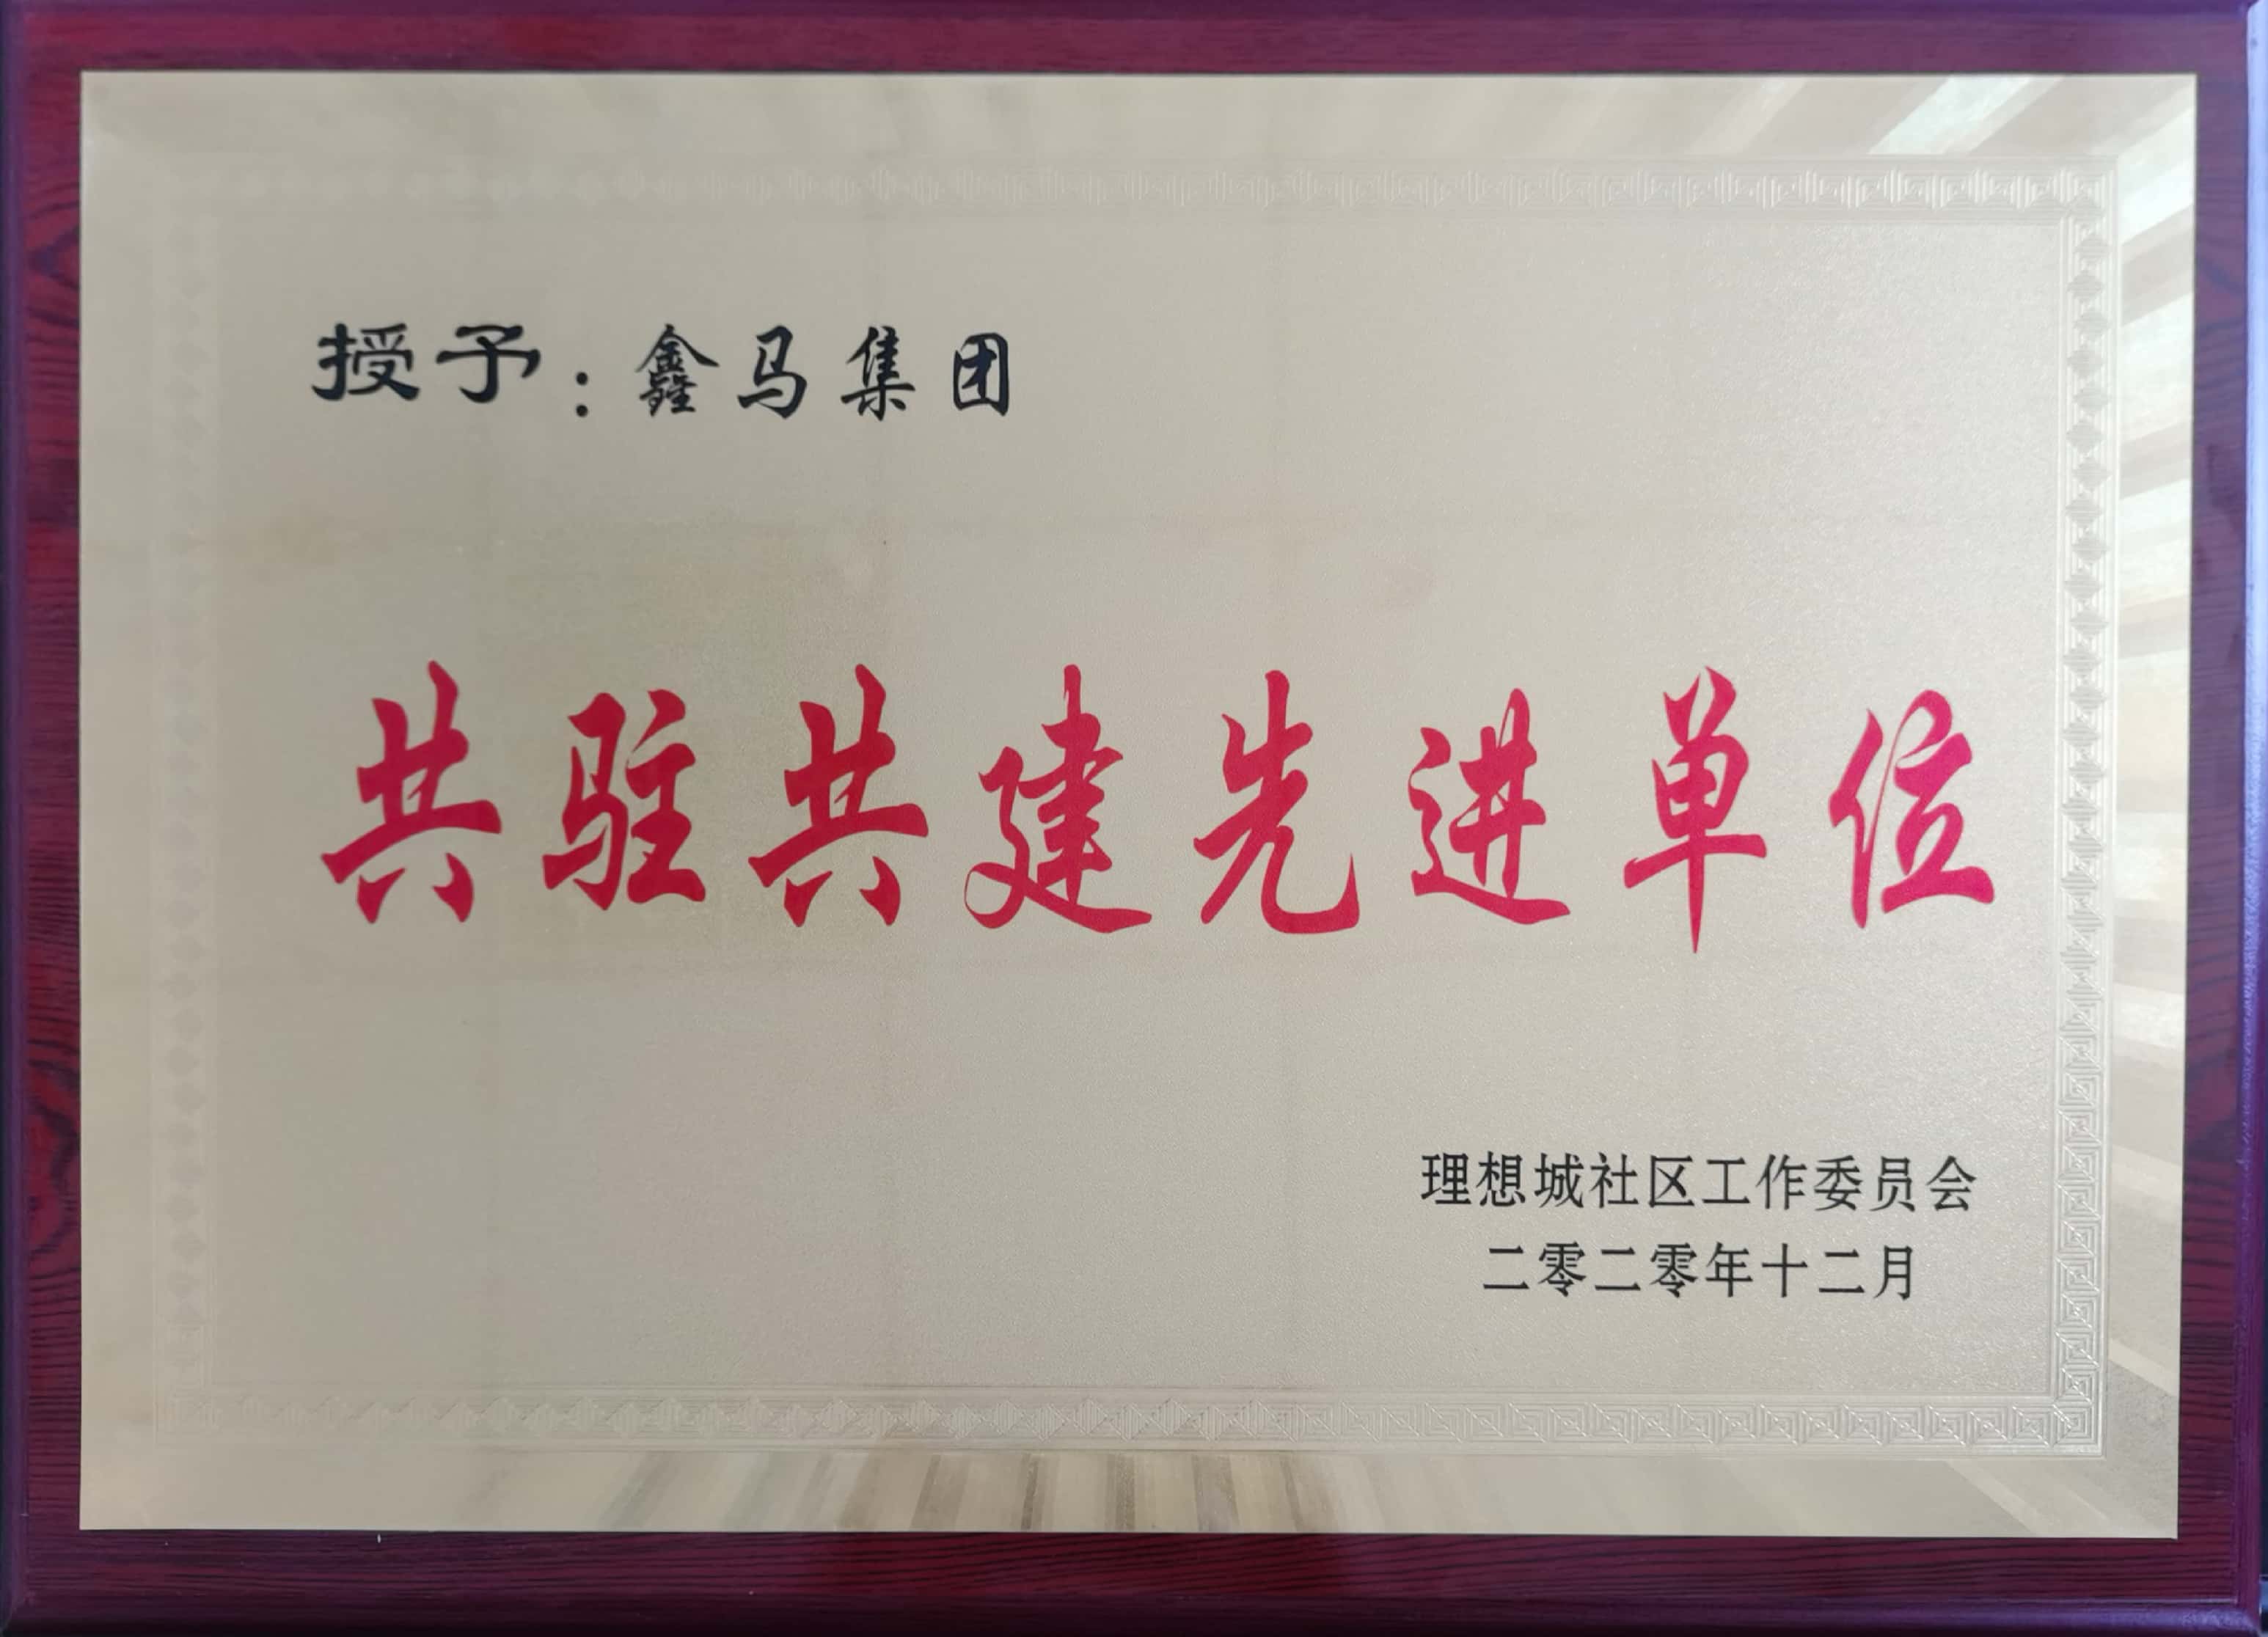 授予：鑫马集团
共驻共建先进单位
理想城社区工作委员会
二零二零年十二月